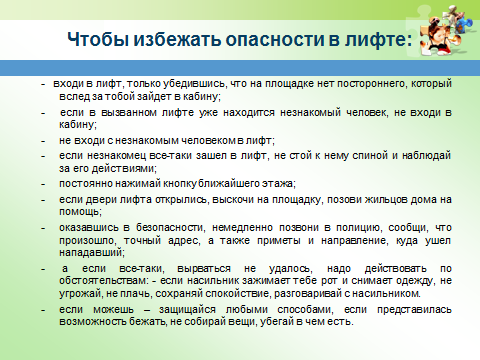 Чтобы избежать опасности в лифте:
- входи в лифт, только убедившись, что на площадке нет постороннего, который
вслед за тобой зайдет в кабину;
- если в вызванном лифте уже находится незнакомый человек, не входи в
кабину;
- не входи с незнакомым человеком в лифт;
- если незнакомец все-таки зашел в лифт, не стой к нему спиной и наблюдай
за его действиями;
- постоянно нажимай кнопку ближайшего этажа;
- если двери лифта открылись, выскочи на площадку, позови жильцов дома на
помощь;
- оказавшись в безопасности, немедленно позвони в полицию, сообщи, что
произошло, точный адрес, а также приметы и направление, куда ушел
нападавший;
- а если все-таки, вырваться не удалось, надо действовать по
обстоятельствам: - если насильник зажимает тебе рот и снимает одежду, не
угрожай, не плачь, сохраняй спокойствие, разговаривай с насильником.
- если можешь – защищайся любыми способами, если представилась
возможность бежать, не собирай вещи, убегай в чем есть.